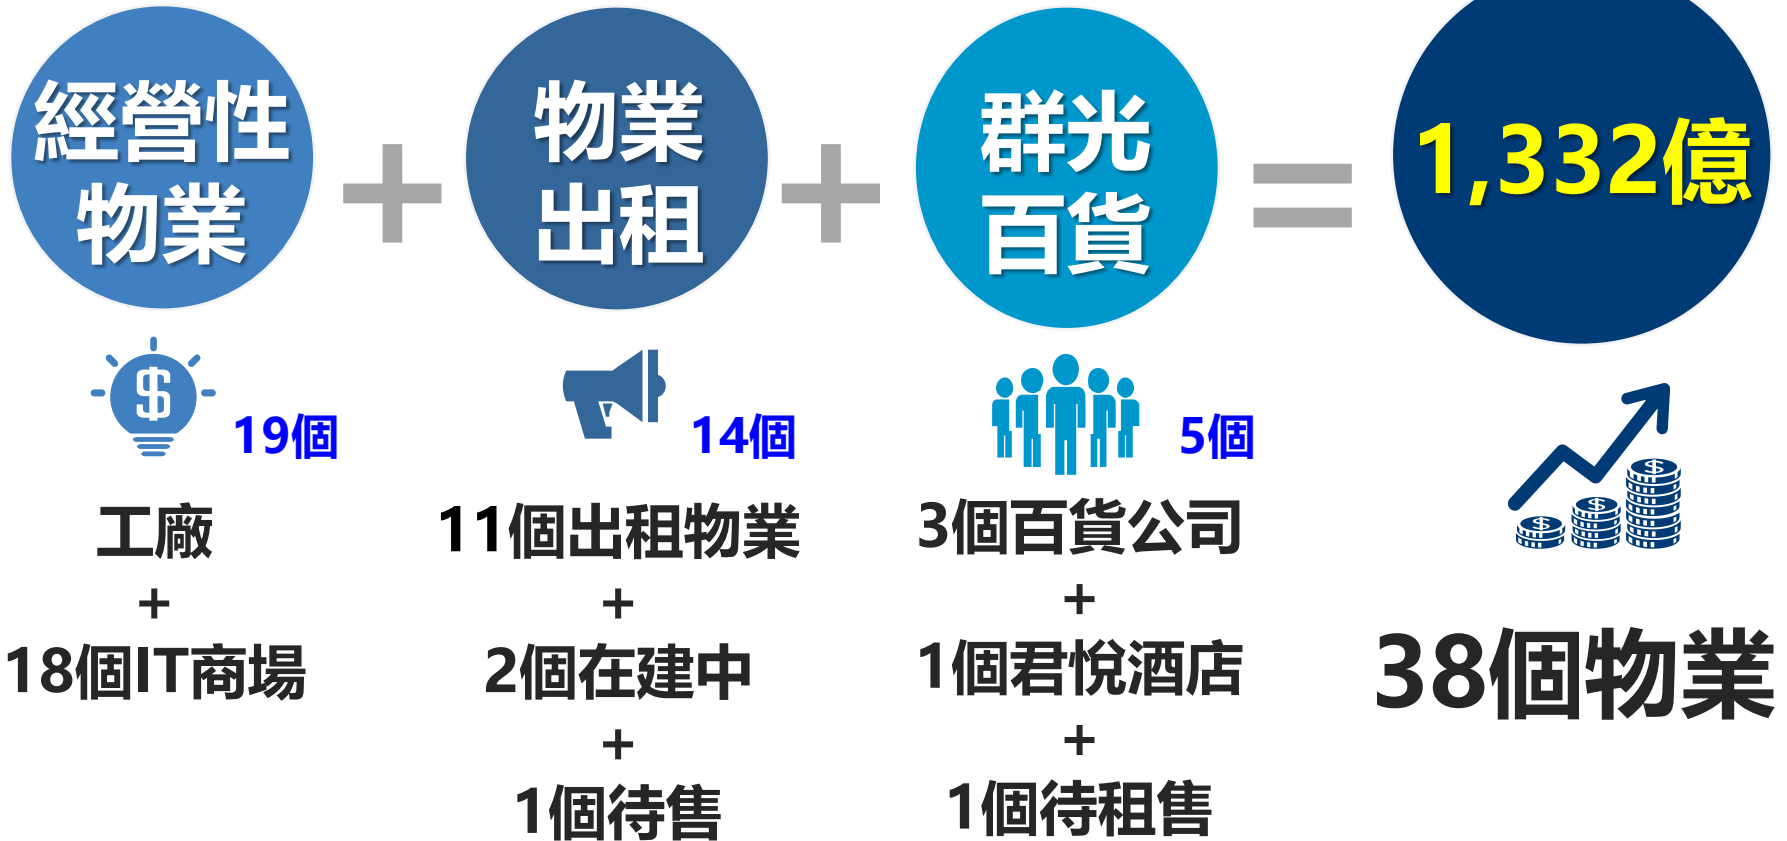 經營性
物業
+
物業
出租
+
群光
百貨
=
1,332億
19個
工廠
+
18個IT商場
14個
11個出租物業
+
2個在建中
+
1個待售
5個
3個百貨公司
+
1個君悅酒店
+
1個待租售
38個物業